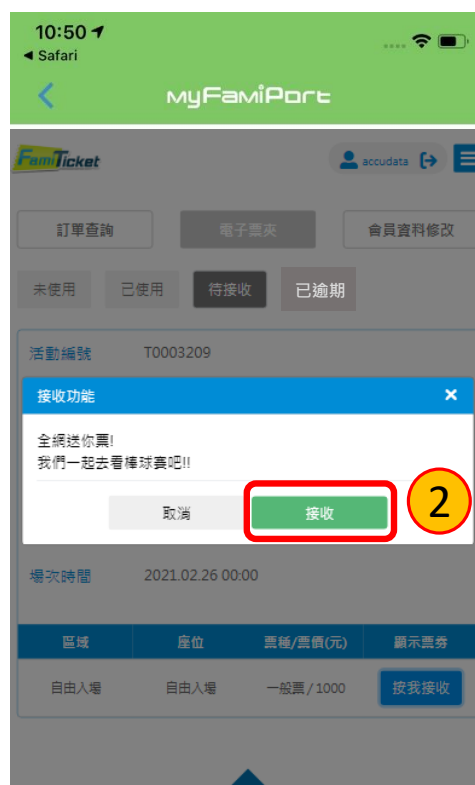 10:50
◀ Safari
MyFamiPort
FamiTicket
accudata
訂單查詢 電子票夾 會員資料修改
未使用 已使用 待接收 已逾期
活動編號 T0003209
接收功能 ×
全網送你票!
我們一起去看棒球賽吧!!
取消 接收 2
場次時間 2021.02.26 00:00
區域 座位 票種/票價(元) 顯示票券
自由入場 自由入場 一般票/1000 按我接收